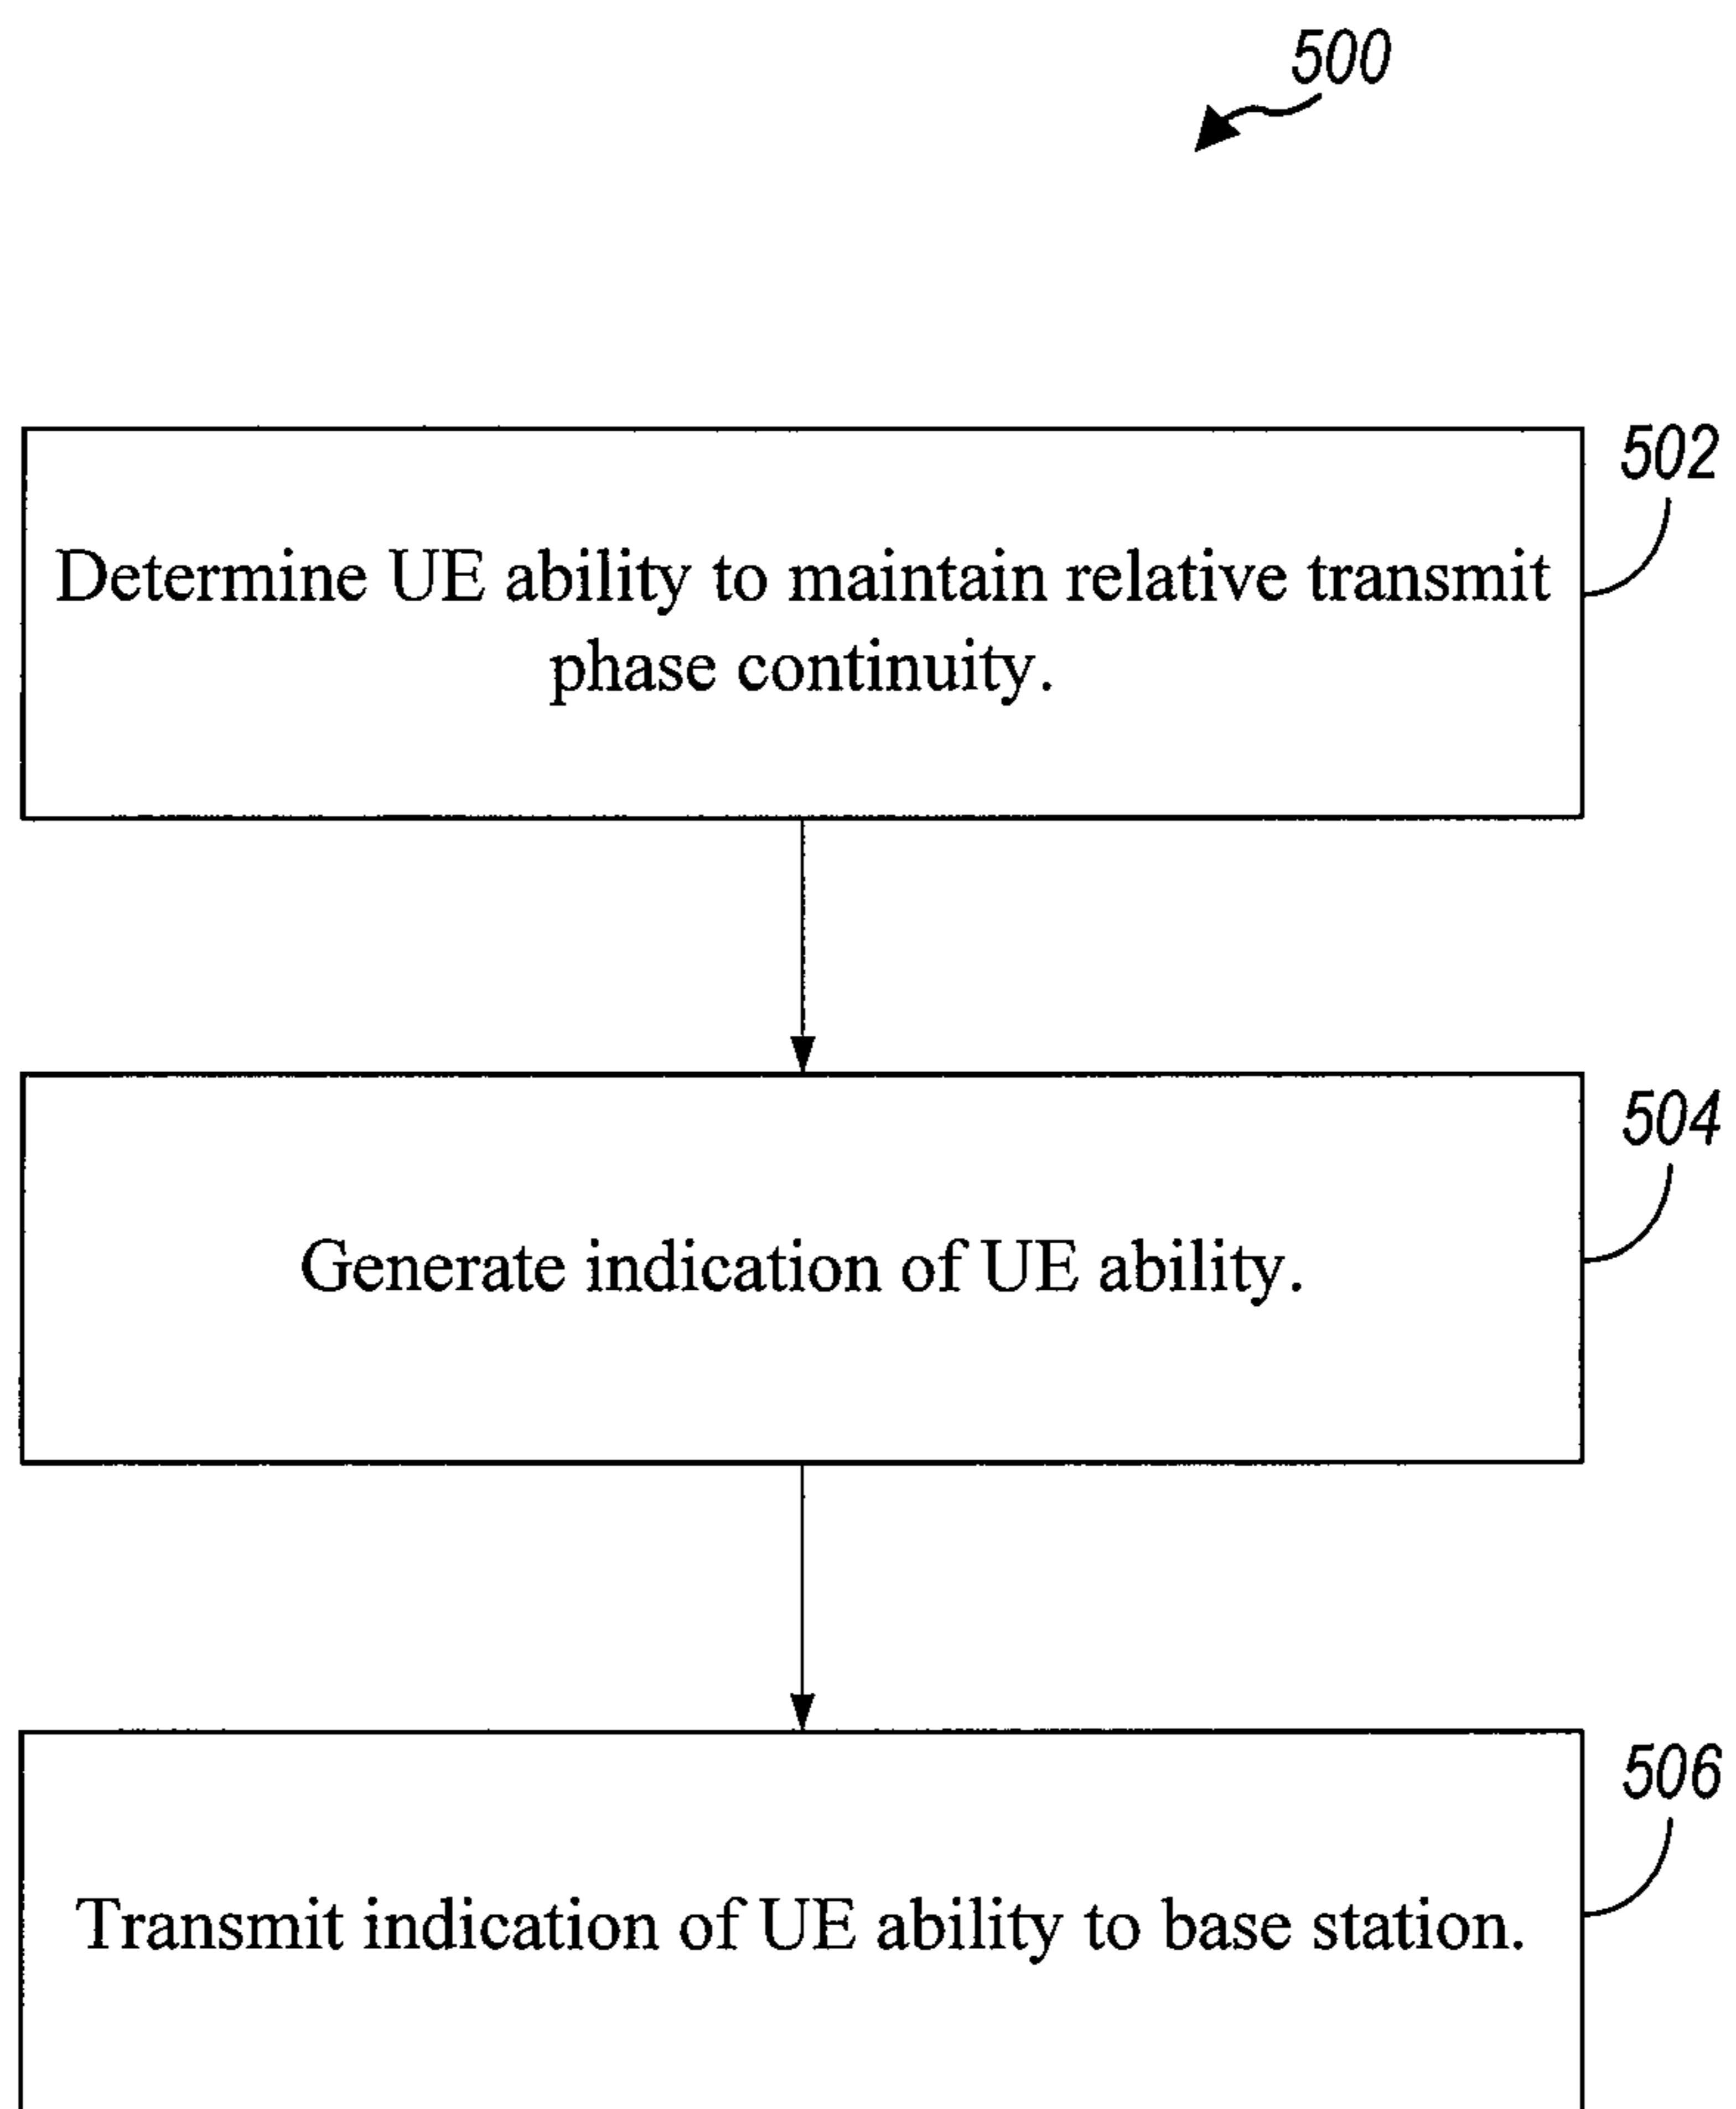 500
502
Determine UE ability to maintain relative transmit
phase continuity.
504
Generate indication of UE ability.
506
Transmit indication of UE ability to base station.